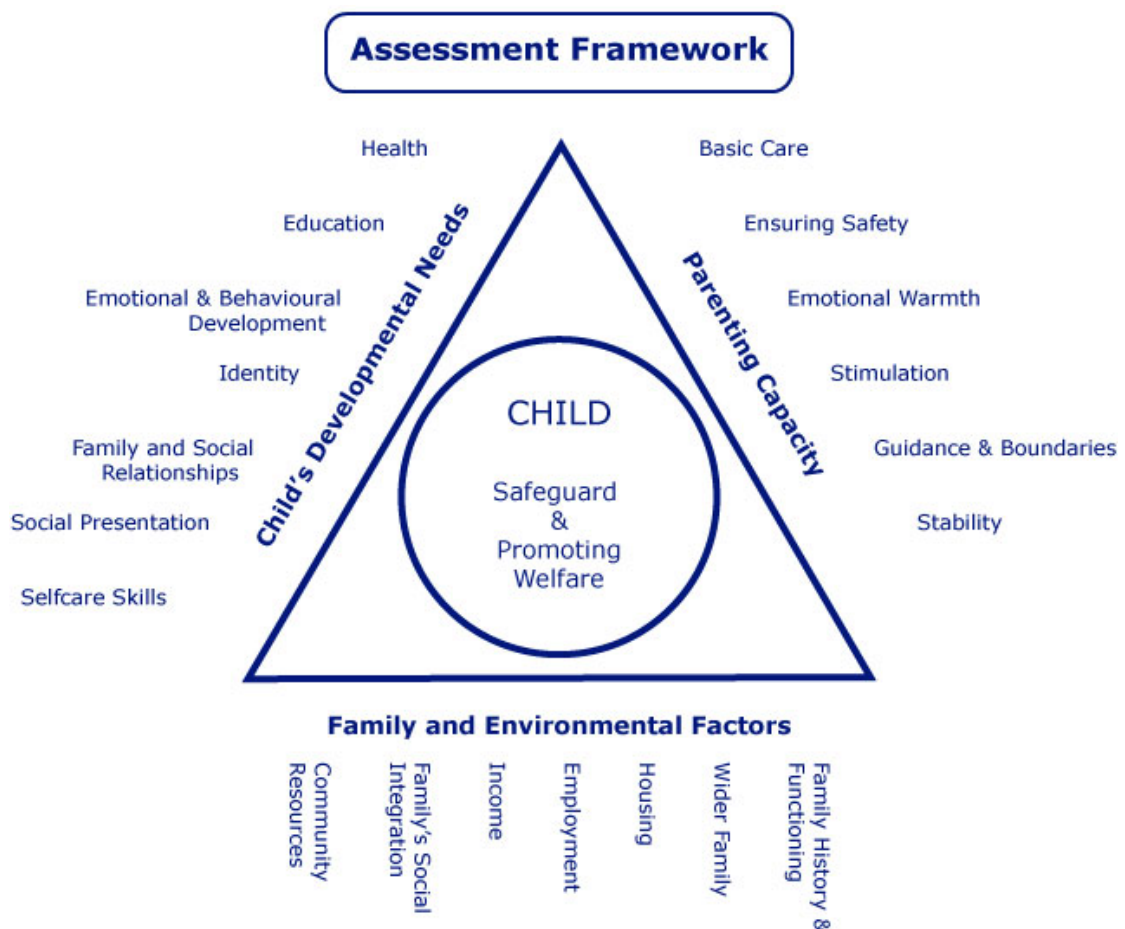 Assessment Framework
Health
Education
Emotional & Behavioural
Development
Identity
Family and Social
Relationships
Social Presentation
Selfcare Skills
Child's Developmental Needs
Basic Care
Ensuring Safety
Emotional Warmth
Stimulation
Guidance & Boundaries
Stability
Parenting Capacity
CHILD
Safeguard
&
Promoting
Welfare
Family and Environmental Factors
Community
Resources
Family's Social
Integration
Income
Employment
Housing
Wider Family
Family History &
Functioning